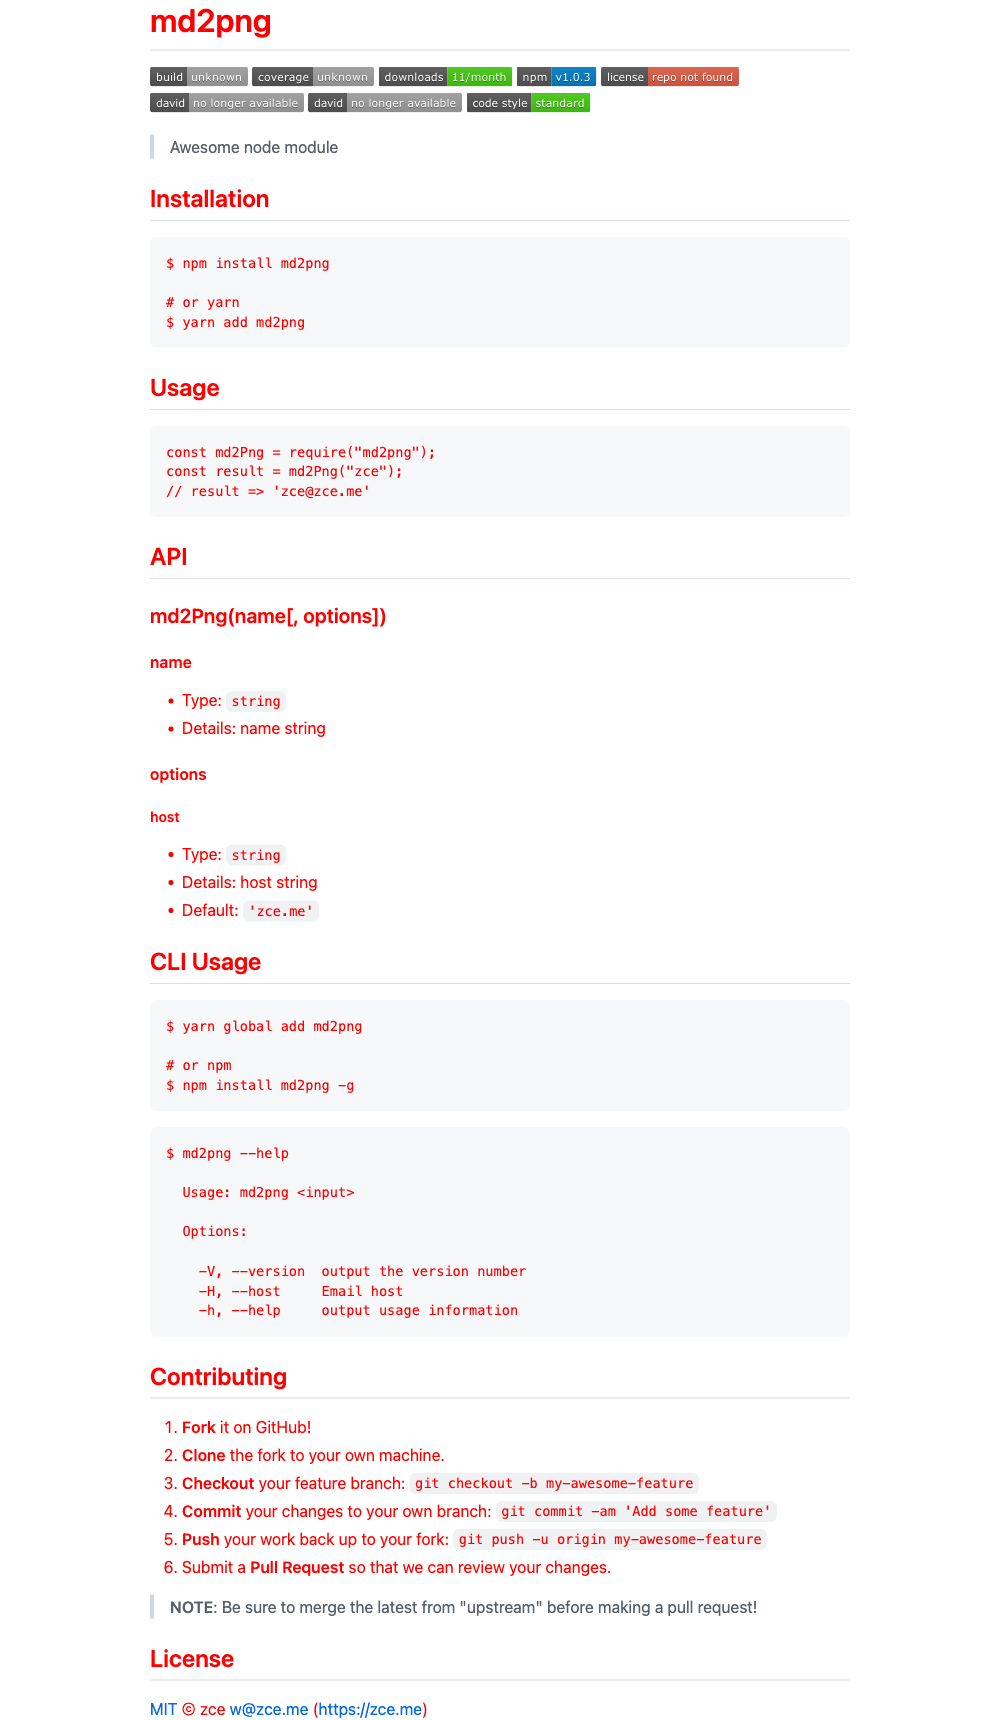 md2png
build unknown coverage unknown downloads 11/month npm v1.0.3 license repo not found
david no longer available david no longer available code style standard
Awesome node module
Installation
$ npm install md2png
# or yarn
$ yarn add md2png
Usage
const md2Png = require("md2png");
const result = md2Png("zce");
// result => 'zce@zce.me'
API
md2Png(name[, options])
name
• Type: string
• Details: name string
options
host
• Type: string
• Details: host string
• Default: 'zce.me'
CLI Usage
$ yarn global add md2png
# or npm
$ npm install md2png -g
$ md2png --help
Usage: md2png <input>
Options:
-V, --version output the version number
-H, --host Email host
-h, --help output usage information
Contributing
1. Fork it on GitHub!
2. Clone the fork to your own machine.
3. Checkout your feature branch: git checkout -b my-awesome-feature
4. Commit your changes to your own branch: git commit -am 'Add some feature'
5. Push your work back up to your fork: git push -u origin my-awesome-feature
6. Submit a Pull Request so that we can review your changes.
NOTE: Be sure to merge the latest from "upstream" before making a pull request!
License
MIT © zce w@zce.me (https://zce.me)